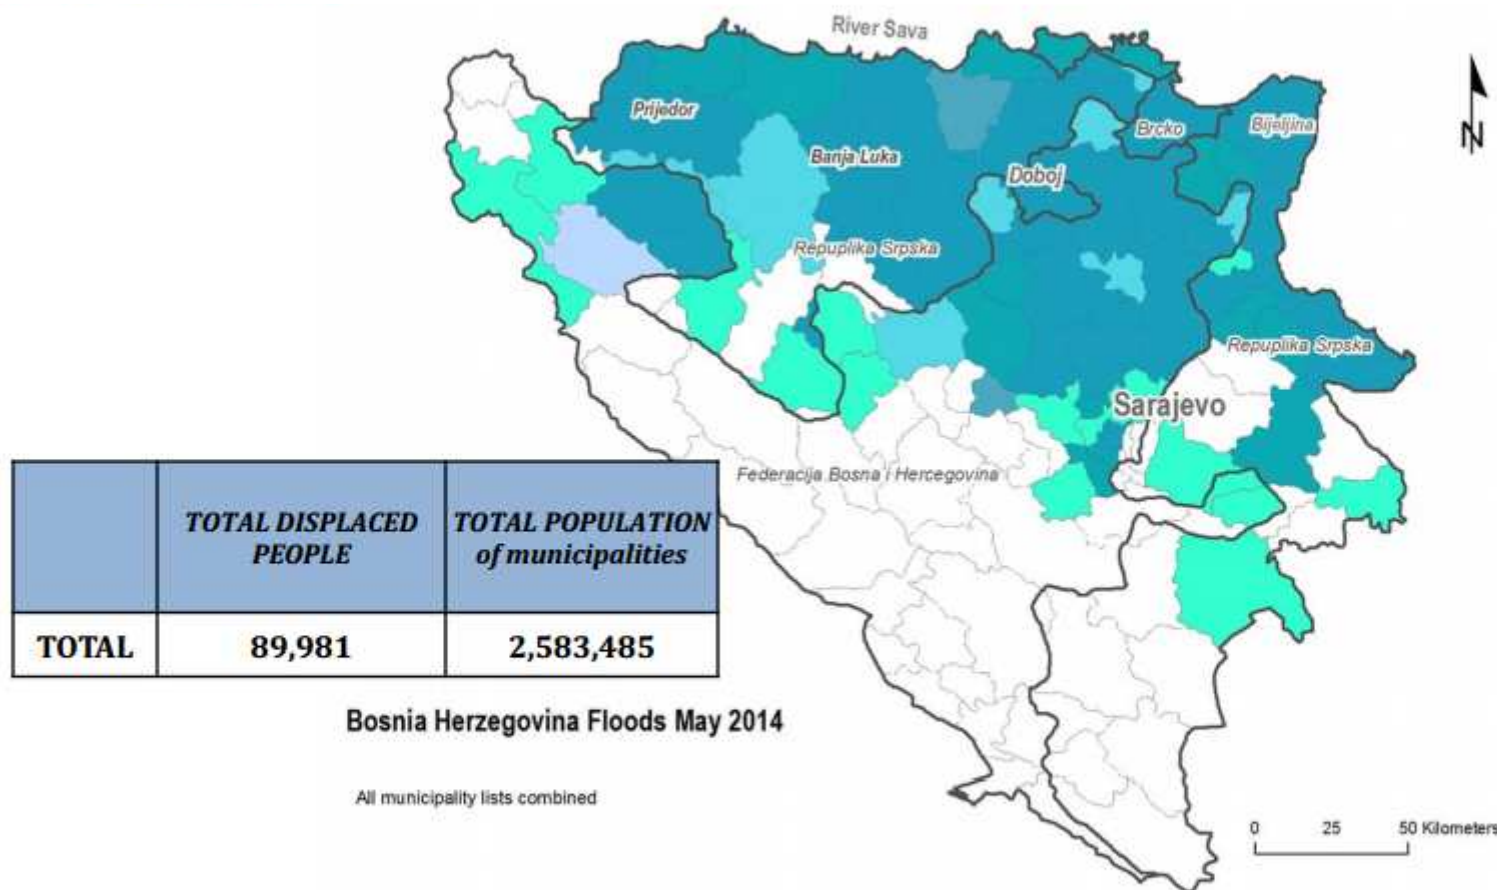 River Sava
N
Prijedor
Brcko
Bijeljina
Banja Luka
Doboj
Repuplika Srpska
Repuplika Srpska
Sarajevo
Federacija Bosna i Hercegovina
TOTAL DISPLACED
PEOPLE
TOTAL POPULATION
of municipalities
TOTAL
89,981
2,583,485
Bosnia Herzegovina Floods May 2014
All municipality lists combined
0 25 50 Kilometers